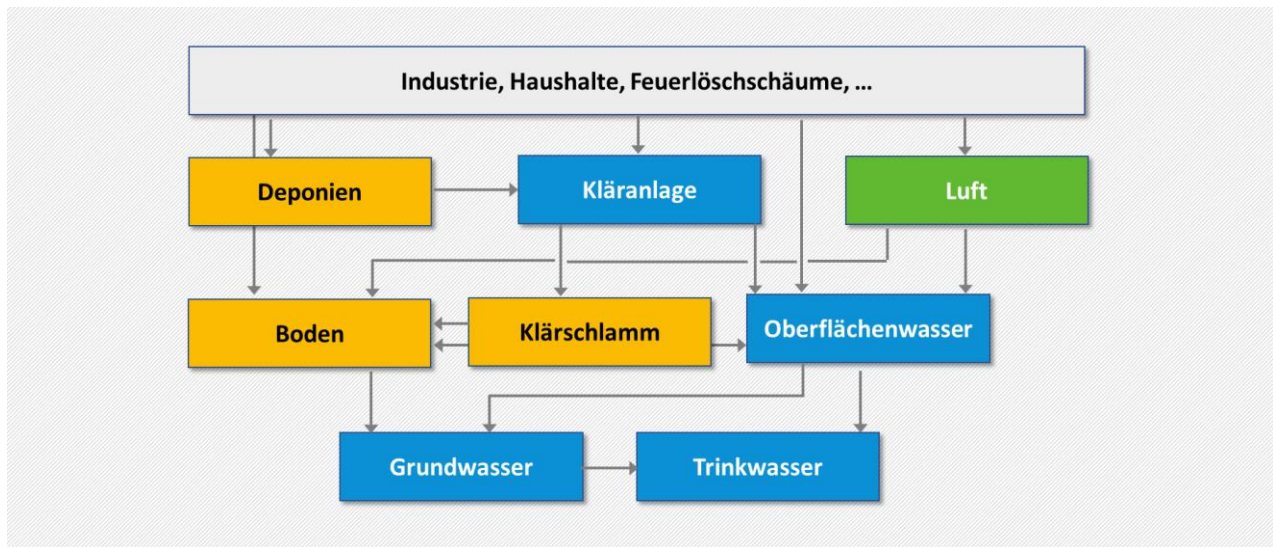 Industrie, Haushalte, Feuerlöschschäume, ...
Deponien
Kläranlage
Luft
Boden
Klärschlamm
Oberflächenwasser
Grundwasser
Trinkwasser